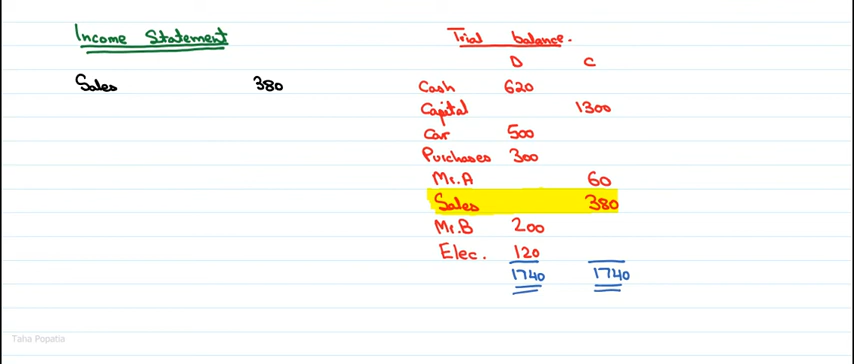 Income Statement
Sales 380
Trial balance.
D C
Cash 620
Capital 1300
Car 500
Purchases 300
Mr.A 60
Sales 380
Mr.B 200
Elec. 120
1740 1740
Taha Popatia